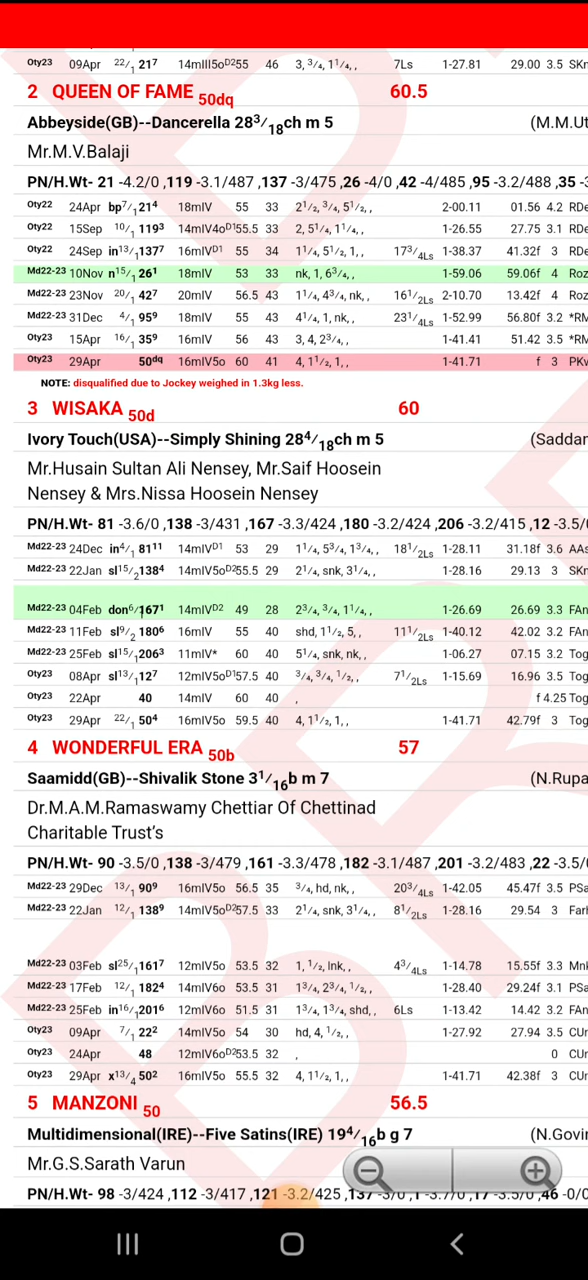 Oty23 09Apr 22/1 21⁷ 14mIII5oD²55 46 3, 3/4, 1¹/4,, 7Ls 1-27.81 29.00 3.5 SKr
2 QUEEN OF FAME 50dq 60.5
Abbeyside(GB)--Dancerella 28³/18ch m 5 (M.M.Ut
Mr.M.V.Balaji
PN/H.Wt- 21 -4.2/0 ,119 -3.1/487 ,137 -3/475 ,26 -4/0 ,42 -4/485 ,95 -3.2/488 ,35 -3
Oty22 24Apr bp⁷/1 21⁴ 18mIV 55 33 2¹/2, 3/4, 5¹/2,, 2-00.11 01.56 4.2 RDe
Oty22 15Sep 10/1 119³ 14mIV4oD¹55.5 33 2, 5¹/4, 1¹/4,, 1-26.55 27.75 3.1 RDe
Oty22 24Sep in13/1 137⁷ 16mIVD1 55 34 1¹/4, 5¹/2, 1,, 17³/4Ls 1-38.37 41.32f 3 RDe
Md22-23 10Nov n15/1 26¹ 18mIV 53 33 nk, 1, 6³/4,, 1-59.06 59.06f 4 Roz
Md22-23 23Nov 20/1 42⁷ 20mIV 56.5 43 1¹/4, 4³/4, nk,, 16¹/2Ls 2-10.70 13.42f 4 Roz
Md22-23 31Dec 4/1 95⁹ 18mIV 55 43 4¹/4, 1, nk,, 23¹/4Ls 1-52.99 56.80f 3.2 *RM
Oty23 15Apr 16/1 35⁹ 16mIV 56 43 3, 4, 2³/4,, 1-41.41 51.42 3.5 *RM
Oty23 29Apr 50dq 16mIV5o 60 41 4, 1¹/2, 1,, 1-41.71 f 3 PKv
NOTE: disqualified due to Jockey weighed in 1.3kg less.
3 WISAKA 50d 60
Ivory Touch(USA)--Simply Shining 28⁴/18ch m 5 (Saddar
Mr.Husain Sultan Ali Nensey, Mr.Saif Hoosein
Nensey & Mrs.Nissa Hoosein Nensey
PN/H.Wt- 81 -3.6/0 ,138 -3/431 ,167 -3.3/424 ,180 -3.2/424 ,206 -3.2/415 ,12 -3.5/
Md22-23 24Dec in4/1 81¹¹ 14mIVD1 53 29 1¹/4, 5³/4, 1³/4,, 18¹/2Ls 1-28.11 31.18f 3.6 AAs
Md22-23 22Jan sl15/2 138⁴ 14mIV5oD²55.5 29 2¹/4, snk, 3¹/4,, 1-28.16 29.13 3 SKr
Md22-23 04Feb don6/1 67¹ 14mIVD2 49 28 2³/4, 3/4, 1¹/4,, 1-26.69 26.69 3.3 FAn
Md22-23 11Feb sl9/2 180⁶ 16mIV 55 40 shd, 1¹/2, 5,, 11¹/2Ls 1-40.12 42.02 3.2 FAn
Md22-23 25Feb sl15/1 206³ 11mIV* 60 40 5¹/4, snk, nk,, 1-06.27 07.15 3.2 Tog
Oty23 08Apr sl13/1 12⁷ 12mIV5oD¹57.5 40 3/4, 3/4, 1/2,, 7¹/2Ls 1-15.69 16.96 3.5 Tog
Oty23 22Apr 40 14mIV 60 40 , f 4.25 Tog
Oty23 29Apr 22/1 50⁴ 16mIV5o 59.5 40 4, 1¹/2, 1,, 1-41.71 42.79f 3 Tog
4 WONDERFUL ERA 50b 57
Saamidd(GB)--Shivalik Stone 3¹/16b m 7 (N.Rupa
Dr.M.A.M.Ramaswamy Chettiar Of Chettinad
Charitable Trust's
PN/H.Wt- 90 -3.5/0 ,138 -3/479 ,161 -3.3/478 ,182 -3.1/487 ,201 -3.2/483 ,22 -3.5/
Md22-23 29Dec 13/1 90⁹ 16mIV5o 56.5 35 3/4, hd, nk,, 20³/4Ls 1-42.05 45.47f 3.5 PSa
Md22-23 22Jan 12/1 138⁹ 14mIV5oD²57.5 33 2¹/4, snk, 3¹/4,, 8¹/2Ls 1-28.16 29.54 3 Farl
Md22-23 03Feb sl25/1 161⁷ 12mIV5o 53.5 32 1, 1/2, lnk,, 4³/4Ls 1-14.78 15.55f 3.3 Mnl
Md22-23 17Feb 12/1 182⁴ 14mIV6o 53.5 31 1³/4, 2³/4, 1/2,, 1-28.40 29.24f 3.1 PSa
Md22-23 25Feb in16/1 201⁶ 12mIV6o 51.5 31 1³/4, 1³/4, shd,, 6Ls 1-13.42 14.42 3.2 FAn
Oty23 09Apr 7/1 22² 14mIV5o 54 30 hd, 4, 1/2,, 1-27.92 27.94 3.5 CUr
Oty23 24Apr 48 12mIV6oD²53.5 32 , 0 CUr
Oty23 29Apr x13/4 50² 16mIV5o 55.5 32 4, 1¹/2, 1,, 1-41.71 42.38f 3 CUr
5 MANZONI 50 56.5
Multidimensional(IRE)--Five Satins(IRE) 19⁴/16b g 7 (N.Govir
Mr.G.S.Sarath Varun
PN/H.Wt- 98 -3/424 ,112 -3/417 ,121 -3.2/425 ,137 -3/0 ,1 -3.7/0 ,17 -3.5/0 ,46 -0/0